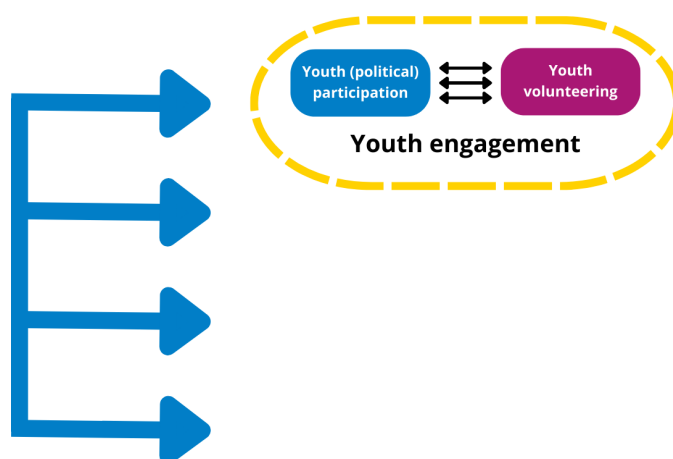 Youth (political)
participation
Youth
volunteering
Youth engagement